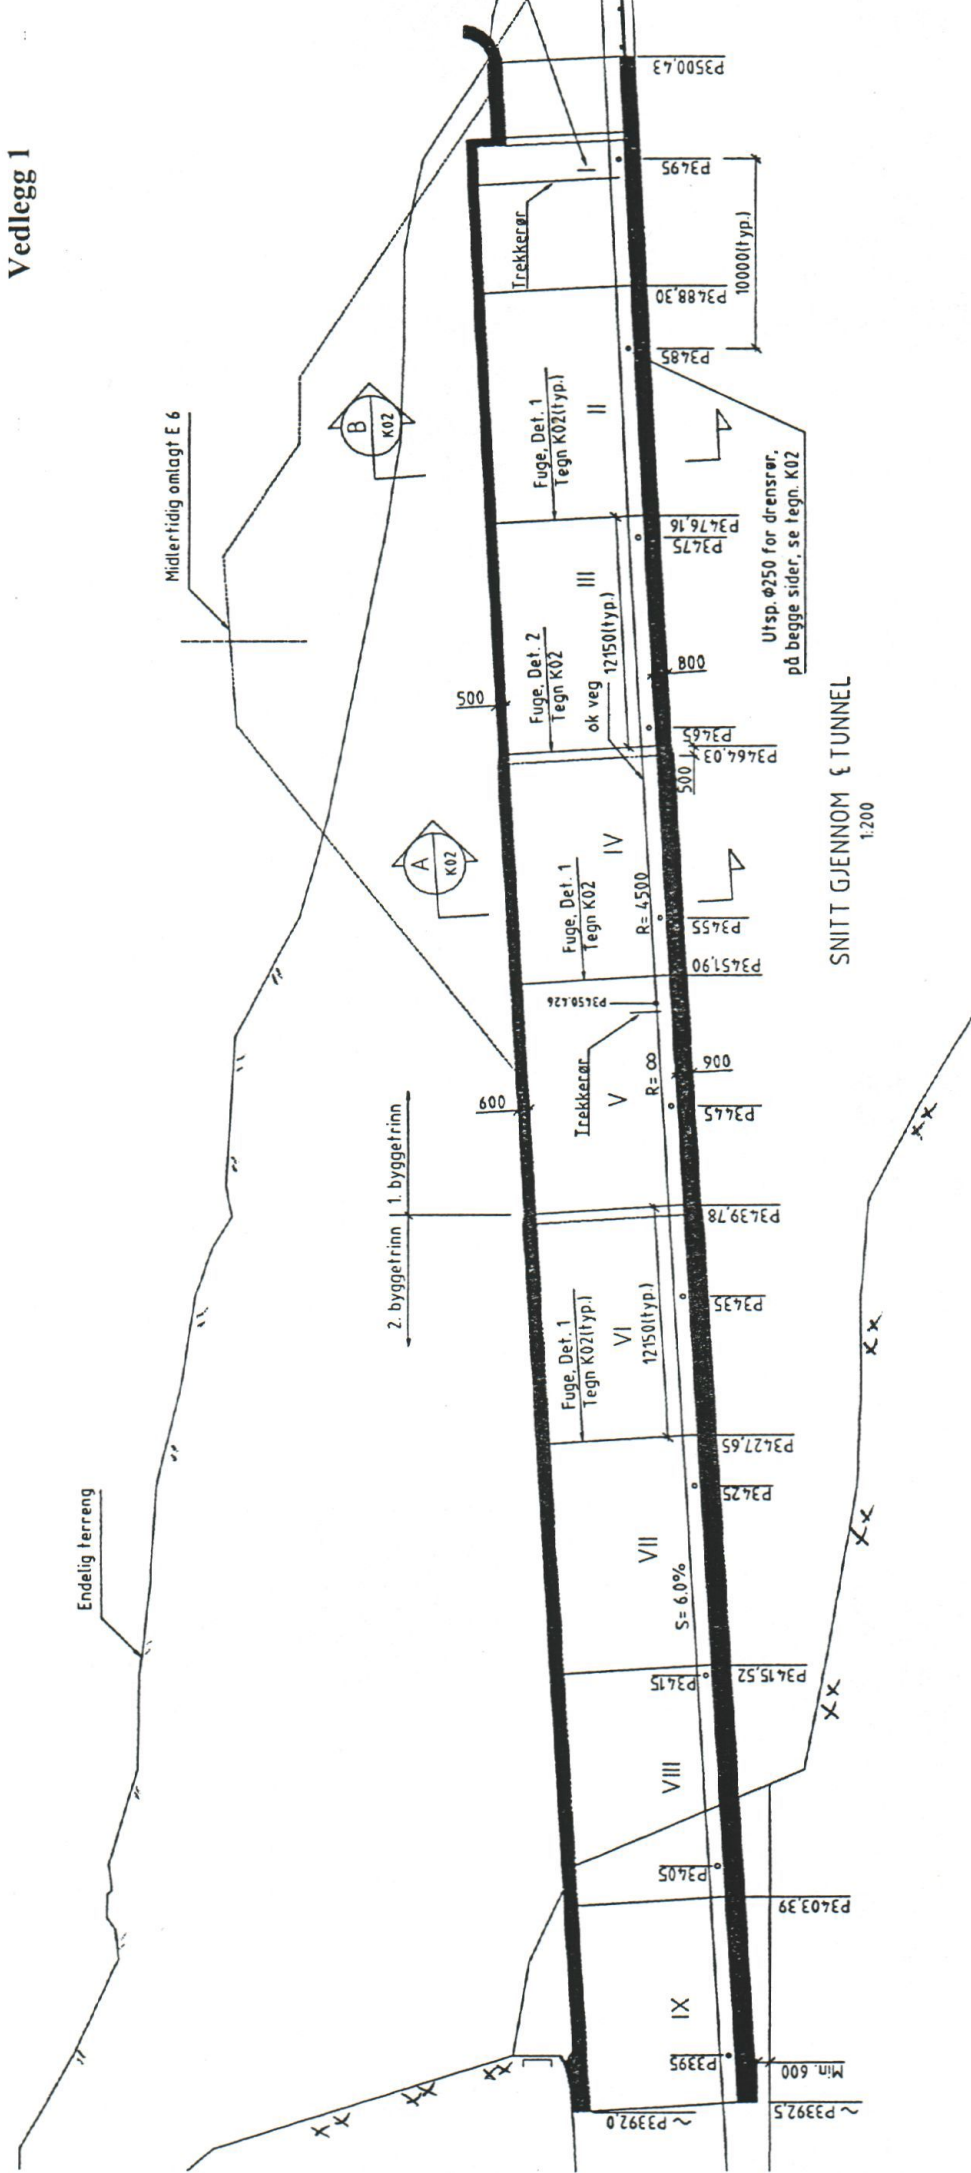 Vedlegg 1
Endelig terreng
Midlertidig omlagt E 6
2. byggetrinn
1. byggetrinn
A
K02
B
K02
600
500
Fuge, Det. 1
Tegn K02(typ.)
Fuge, Det. 1
Tegn K02
Fuge, Det. 2
Tegn K02
Fuge, Det. 1
Tegn K02(typ.)
Trekkerør
Trekkerør
IX
VIII
VII
VI
V
IV
III
II
I
12150(typ.)
12150(typ.)
ok veg
S= 6.0%
R= ∞
R= 4500
P3450.426
~ P3392,0
~ P3392,5
Min. 600
P3395
P3403,39
P3405
P3415
P3415,52
P3425
P3427,65
P3435
P3439,78
P3445
900
P3451,90
P3455
500
P3464,03
P3465
800
P3475
P3476,16
P3485
P3488,30
P3495
P3500,43
10000(typ.)
Utsp. Φ250 for drensrør,
på begge sider, se tegn. K02
SNITT GJENNOM ℄ TUNNEL
1:200